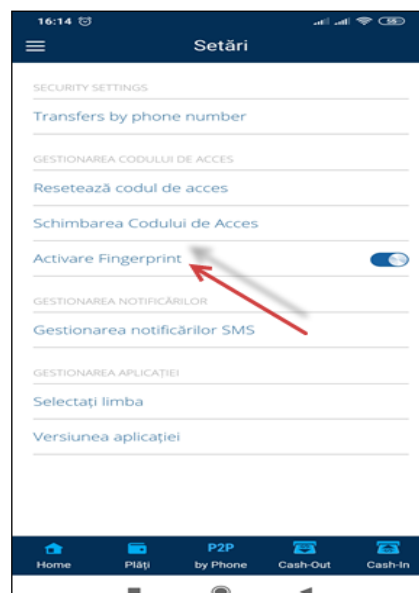 16:14
55
Setări
SECURITY SETTINGS
Transfers by phone number
GESTIONAREA CODULUI DE ACCES
Resetează codul de acces
Schimbarea Codului de Acces
Activare Fingerprint
GESTIONAREA NOTIFICĂRILOR
Gestionarea notificărilor SMS
GESTIONAREA APLICAȚIEI
Selectați limba
Versiunea aplicației
P2P
Home Plăți by Phone Cash-Out Cash-In